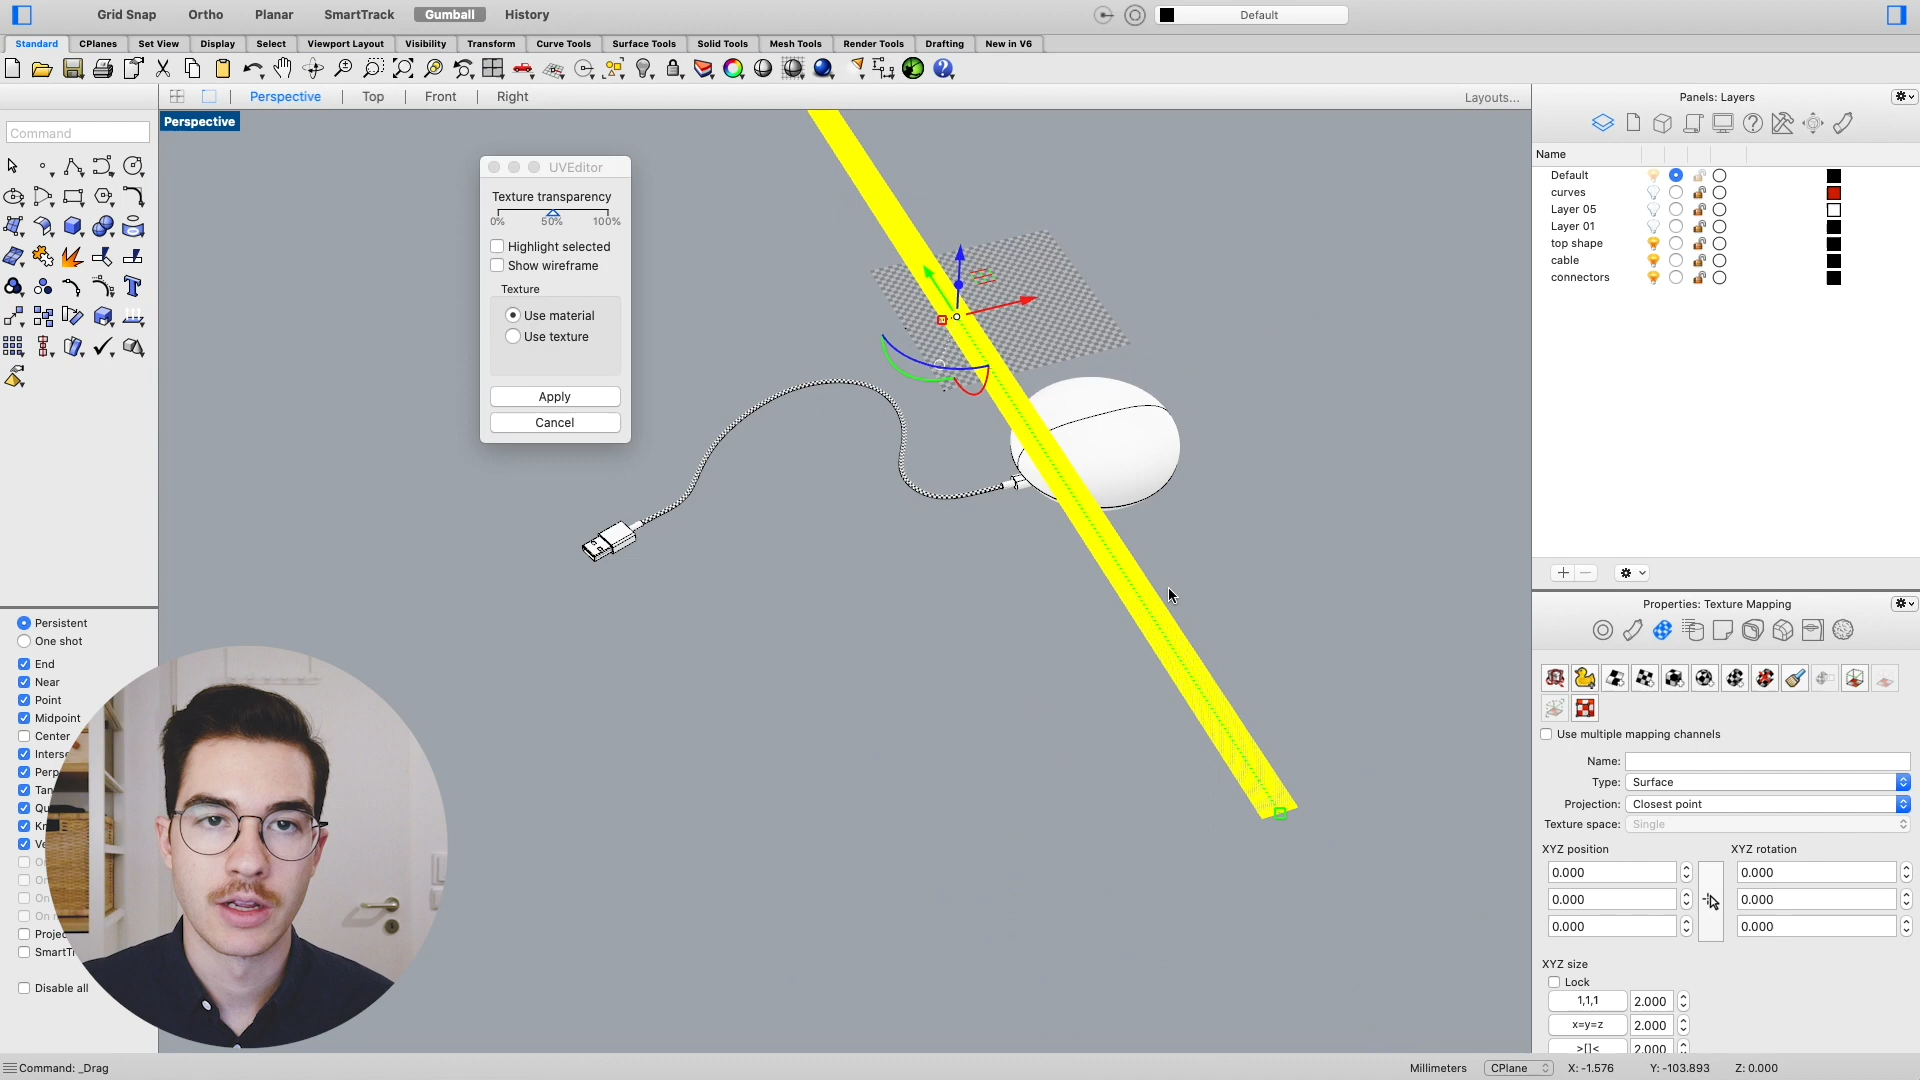 Grid Snap Ortho Planar SmartTrack Gumball History Default
Standard CPlanes Set View Display Select Viewport Layout Visibility Transform Curve Tools Surface Tools Solid Tools Mesh Tools Render Tools Drafting New in V6
Perspective Top Front Right Layouts...
Perspective
Command
UVEditor
Texture transparency
0% 50% 100%
Highlight selected
Show wireframe
Texture
Use material
Use texture
Apply
Cancel
Panels: Layers
Name
Default
curves
Layer 05
Layer 01
top shape
cable
connectors
Persistent
One shot
End
Near
Point
Midpoint
Center
Disable all
Properties: Texture Mapping
Use multiple mapping channels
Name:
Type: Surface
Projection: Closest point
Texture space: Single
XYZ position XYZ rotation
0.000 0.000
0.000 0.000
0.000 0.000
XYZ size
Lock
1,1,1 2.000
x=y=z 2.000
>[]< 2.000
Command: _Drag Millimeters CPlane X: -1.576 Y: -103.893 Z: 0.000